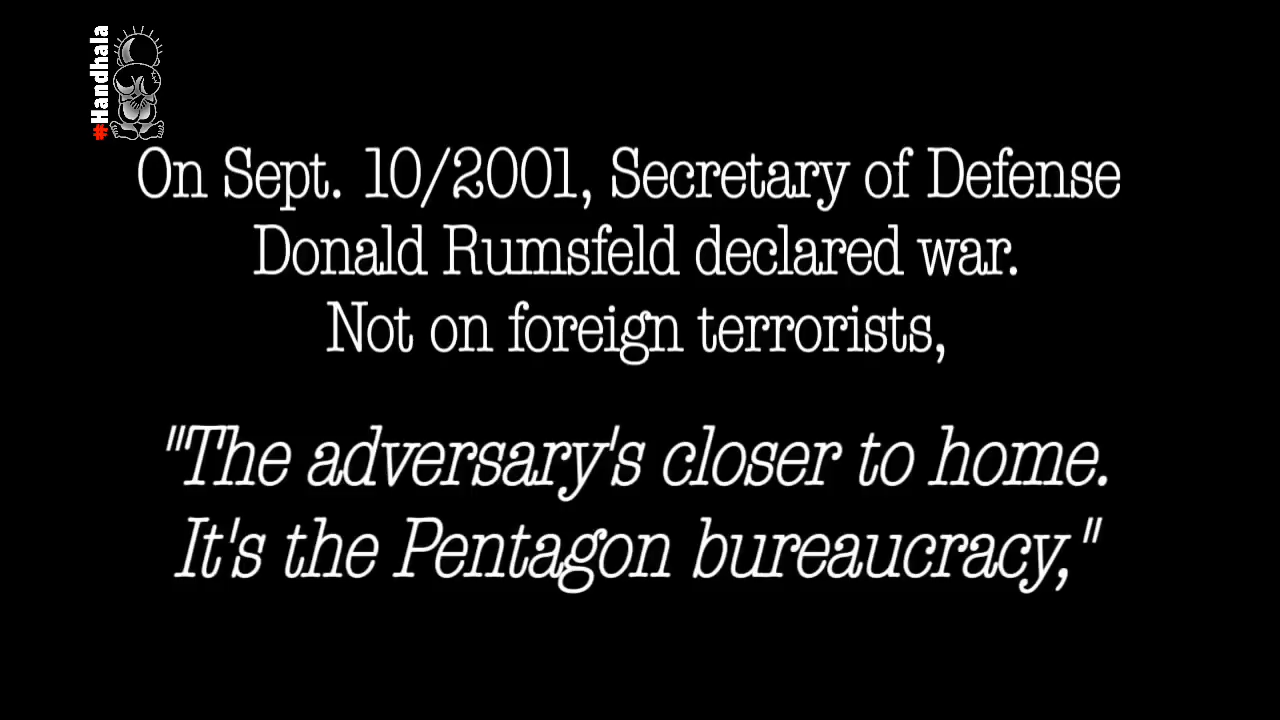 #Handhala
On Sept. 10/2001, Secretary of Defense
Donald Rumsfeld declared war.
Not on foreign terrorists,
"The adversary's closer to home.
It's the Pentagon bureaucracy,"